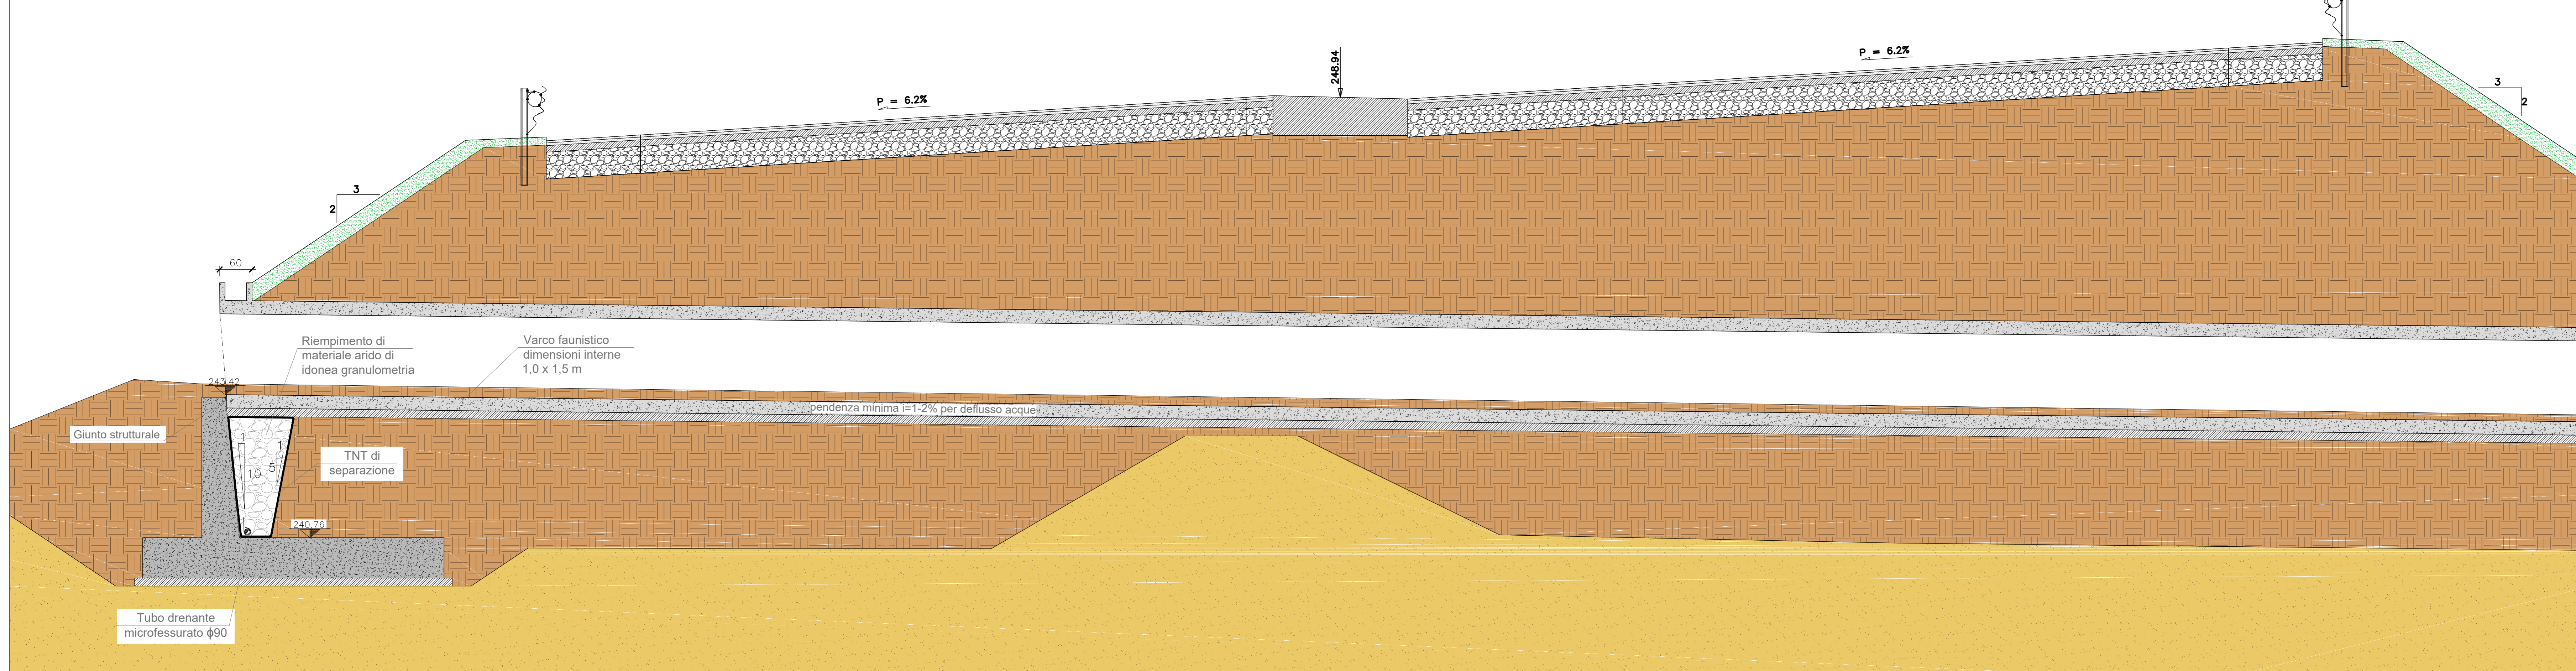 248.94
P = 6.2%
P = 6.2%
3
2
3
2
60
Riempimento di
materiale arido di
idonea granulometria
Varco faunistico
dimensioni interne
1,0 x 1,5 m
243,42
pendenza minima i=1-2% per deflusso acque
Giunto strutturale
1
10
1
5
TNT di
separazione
240,76
Tubo drenante
microfessurato ϕ90